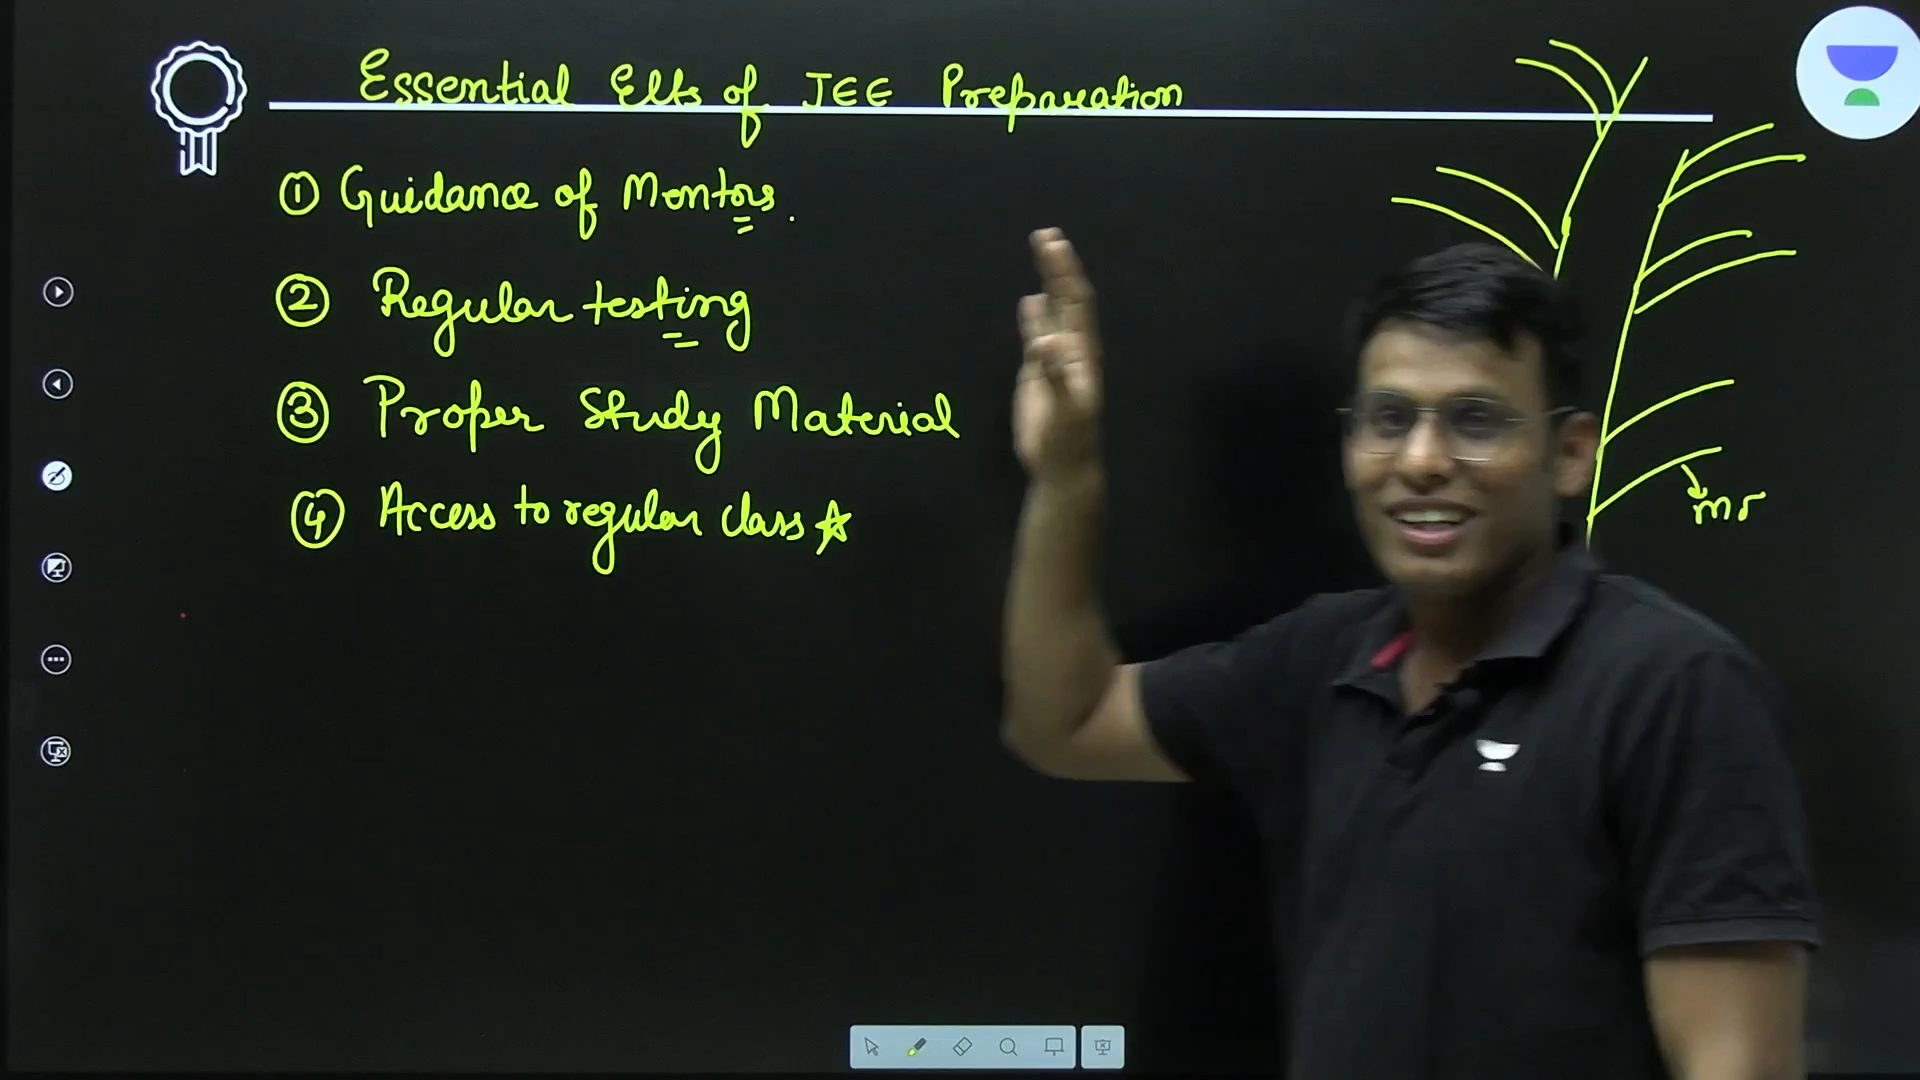 Essential Elts of JEE Preparation
① Guidance of Mentors.
② Regular testing
③ Proper Study Material
④ Access to regular class
mr